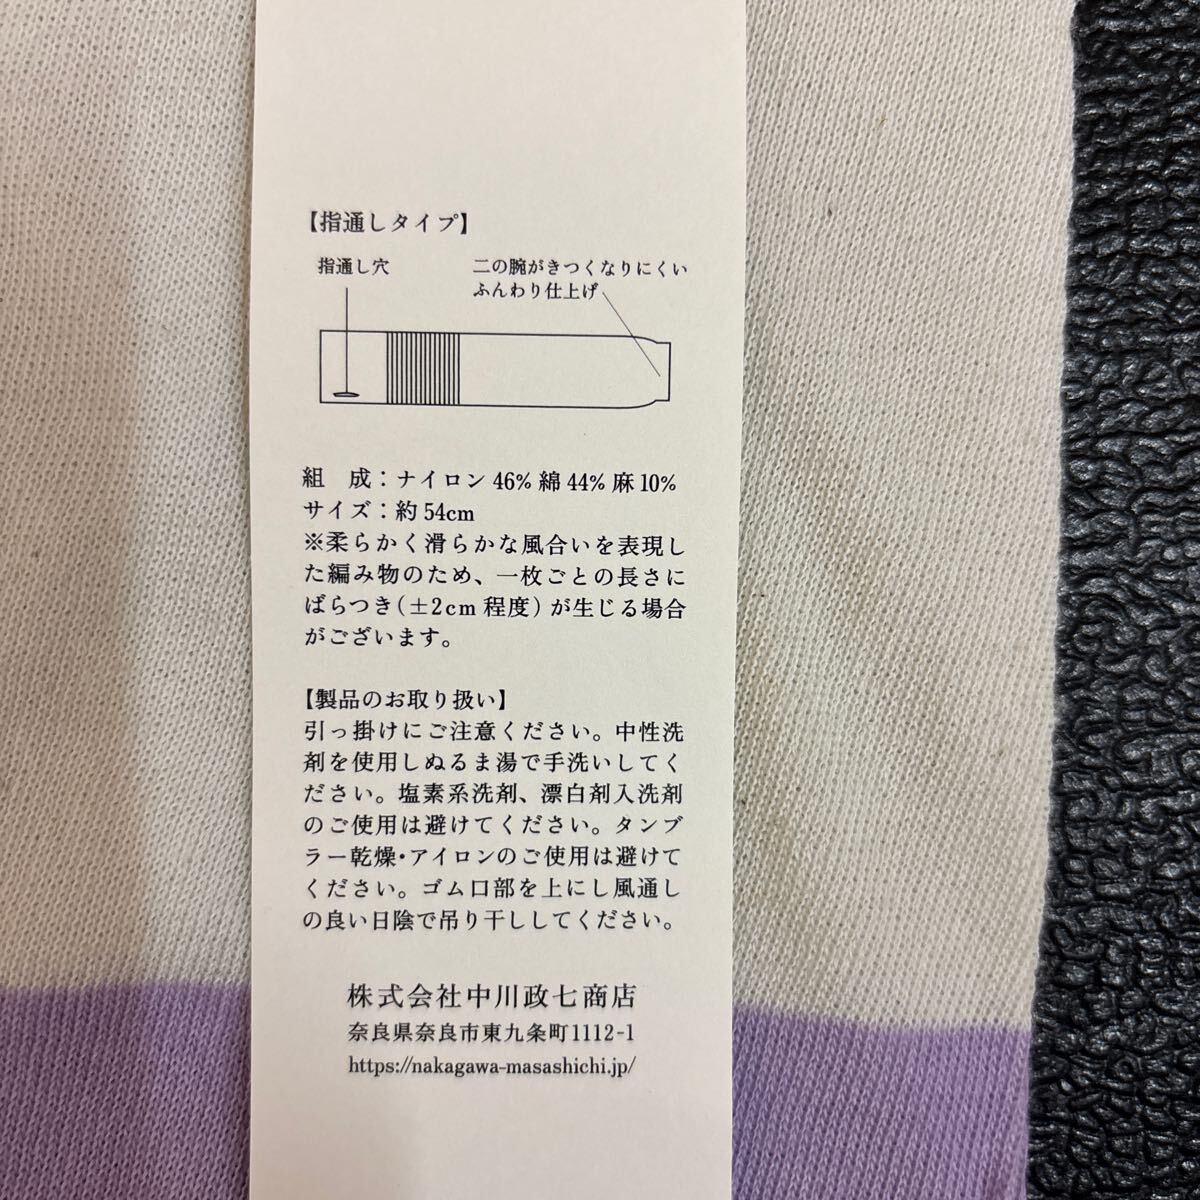 【指通しタイプ】
指通し穴
二の腕がきつくなりにくい
ふんわり仕上げ
組　成：ナイロン46% 綿44% 麻10%
サイズ：約54cm
※柔らかく滑らかな風合いを表現し
た編み物のため、一枚ごとの長さに
ばらつき（±2cm 程度）が生じる場合
がございます。
【製品のお取り扱い】
引っ掛けにご注意ください。中性洗
剤を使用しぬるま湯で手洗いしてく
ださい。塩素系洗剤、漂白剤入洗剤
のご使用は避けてください。タンブ
ラー乾燥・アイロンのご使用は避けて
ください。ゴム口部を上にし風通し
の良い日陰で吊り干ししてください。
株式会社中川政七商店
奈良県奈良市東九条町1112-1
https://nakagawa-masashichi.jp/